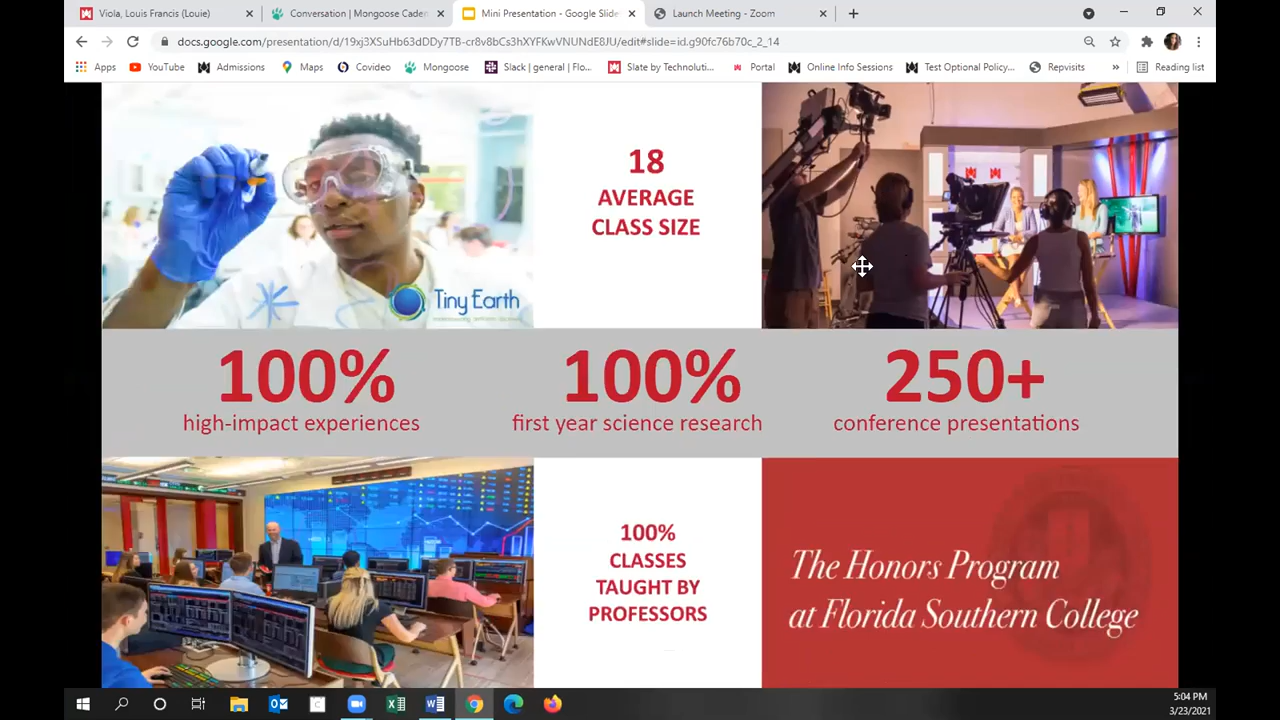 Viola, Louis Francis (Louie)
Conversation | Mongoose Caden
Mini Presentation - Google Slide
Launch Meeting - Zoom
docs.google.com/presentation/d/19xj3XSuHb63dDDy7TB-cr8v8bCs3hXYFKwVNUNdE8JU/edit#slide=id.g90fc76b70c_2_14
Apps
YouTube
Admissions
Maps
Covideo
Mongoose
Slack | general | Flo...
Slate by Technoluti...
Portal
Online Info Sessions
Test Optional Policy...
Repvisits
»
Reading list
18
AVERAGE
CLASS SIZE
Tiny Earth
100%
high-impact experiences
100%
first year science research
250+
conference presentations
100%
CLASSES
TAUGHT BY
PROFESSORS
The Honors Program
at Florida Southern College
5:04 PM
3/23/2021